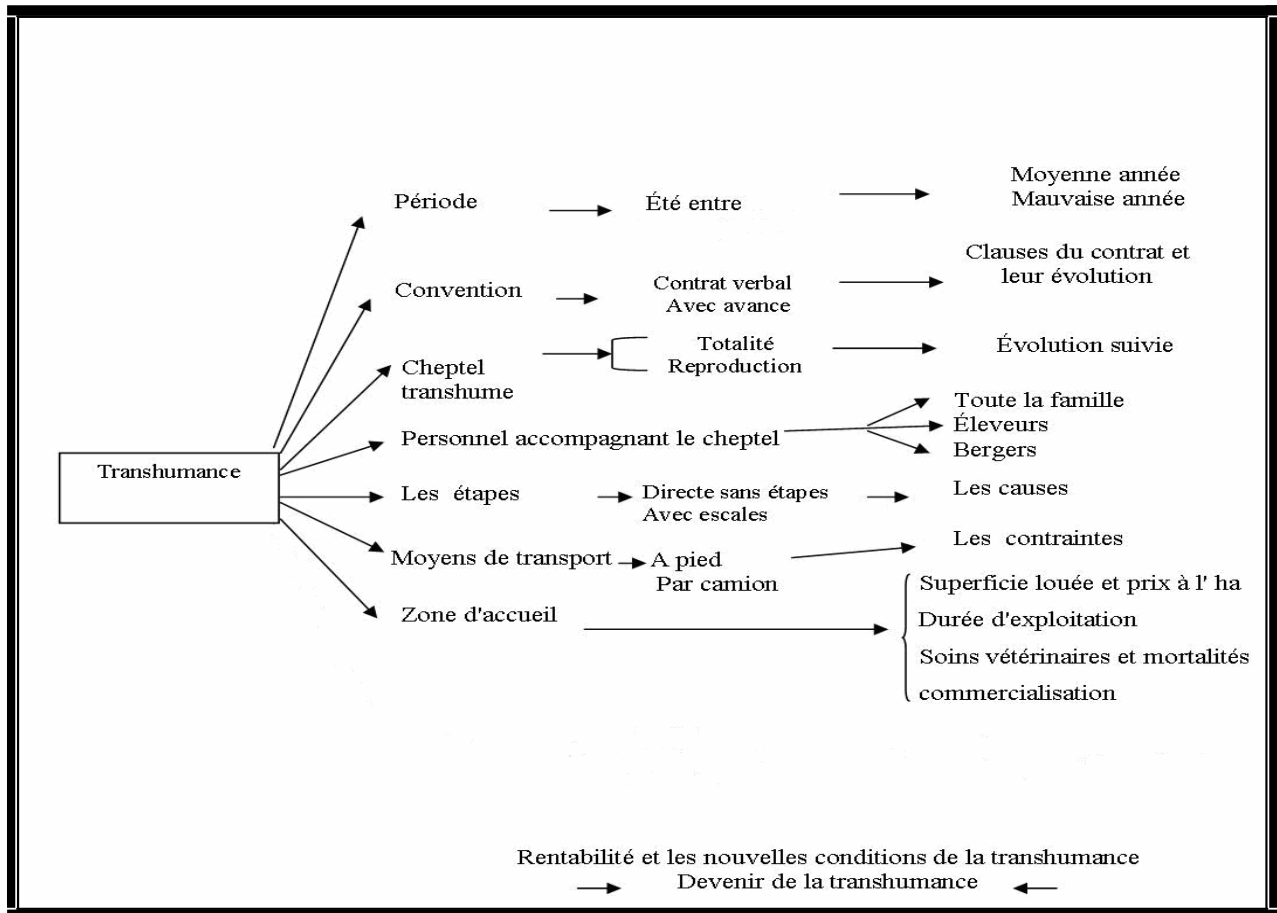 Transhumance
Période
Été entre
Moyenne année
Mauvaise année
Convention
Contrat verbal
Avec avance
Clauses du contrat et
leur évolution
Cheptel
transhume
Totalité
Reproduction
Évolution suivie
Personnel accompagnant le cheptel
Toute la famille
Éleveurs
Bergers
Les étapes
Directe sans étapes
Avec escales
Les causes
Moyens de transport
A pied
Par camion
Les contraintes
Zone d'accueil
Superficie louée et prix à l' ha
Durée d'exploitation
Soins vétérinaires et mortalités
commercialisation
Rentabilité et les nouvelles conditions de la transhumance
Devenir de la transhumance